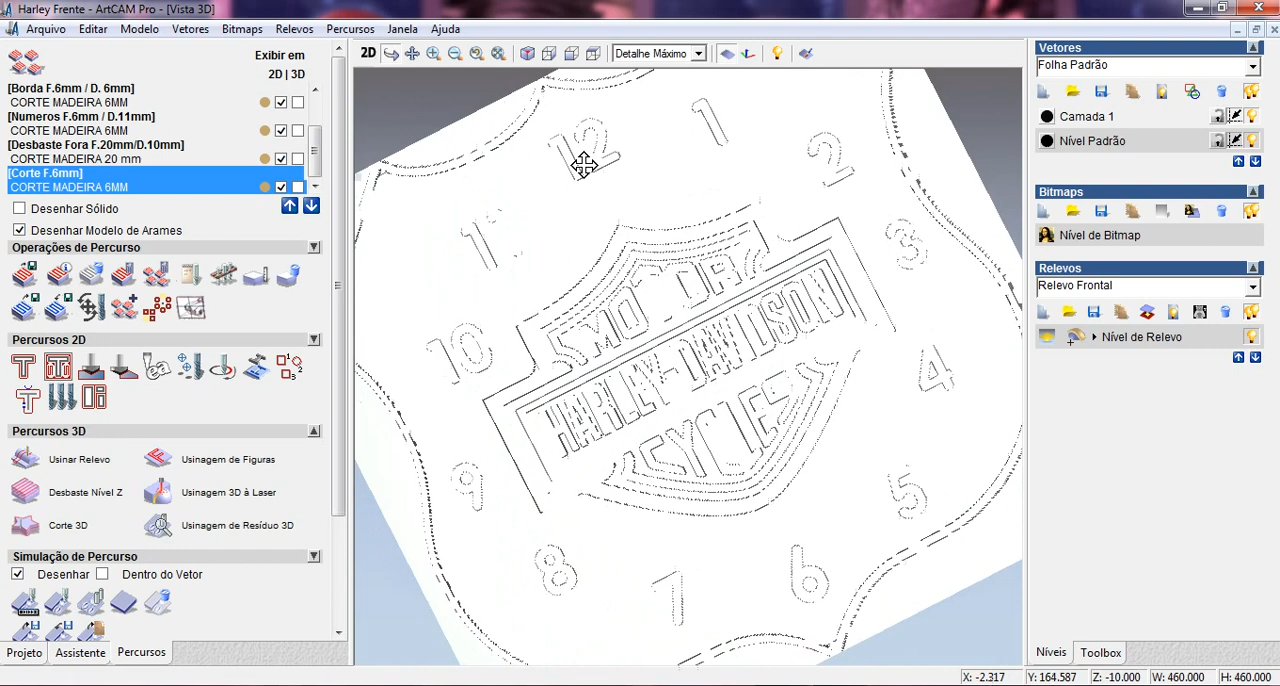 Harley Frente - ArtCAM Pro - [Vista 3D]
Arquivo Editar Modelo Vetores Bitmaps Relevos Percursos Janela Ajuda
Exibir em
2D | 3D
[Borda F.6mm / D. 6mm]
CORTE MADEIRA 6MM
[Numeros F.6mm / D.11mm]
CORTE MADEIRA 6MM
[Desbaste Fora F.20mm/D.10mm]
CORTE MADEIRA 20 mm
[Corte F.6mm]
CORTE MADEIRA 6MM
Desenhar Sólido
Desenhar Modelo de Arames
Operações de Percurso
Percursos 2D
Percursos 3D
Usinar Relevo
Usinagem de Figuras
Desbaste Nível Z
Usinagem 3D à Laser
Corte 3D
Usinagem de Resíduo 3D
Simulação de Percurso
Desenhar
Dentro do Vetor
Projeto Assistente Percursos
2D
Detalhe Máximo
12
1
2
3
4
5
6
7
8
9
10
HARLEY-DAVIDSON
CYCLES
Vetores
Folha Padrão
Camada 1
Nível Padrão
Bitmaps
Nível de Bitmap
Relevos
Relevo Frontal
Nível de Relevo
Níveis Toolbox
X: -2.317 Y: 164.587 Z: -10.000 W: 460.000 H: 460.000